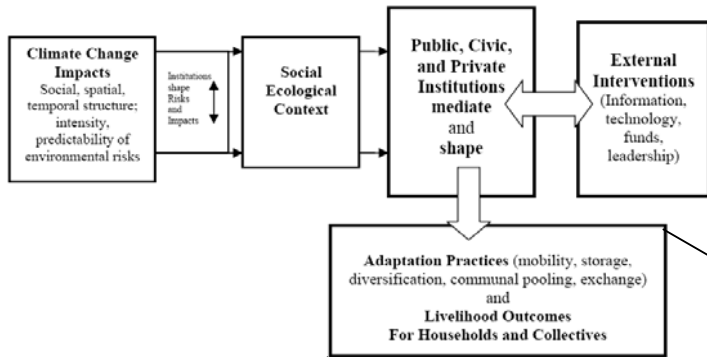 Climate Change
Impacts
Social, spatial,
temporal structure;
intensity,
predictability of
environmental risks
Institutions
shape
Risks
and
Impacts
Social
Ecological
Context
Public, Civic,
and Private
Institutions
mediate
and
shape
External
Interventions
(Information,
technology,
funds,
leadership)
Adaptation Practices (mobility, storage,
diversification, communal pooling, exchange)
and
Livelihood Outcomes
For Households and Collectives